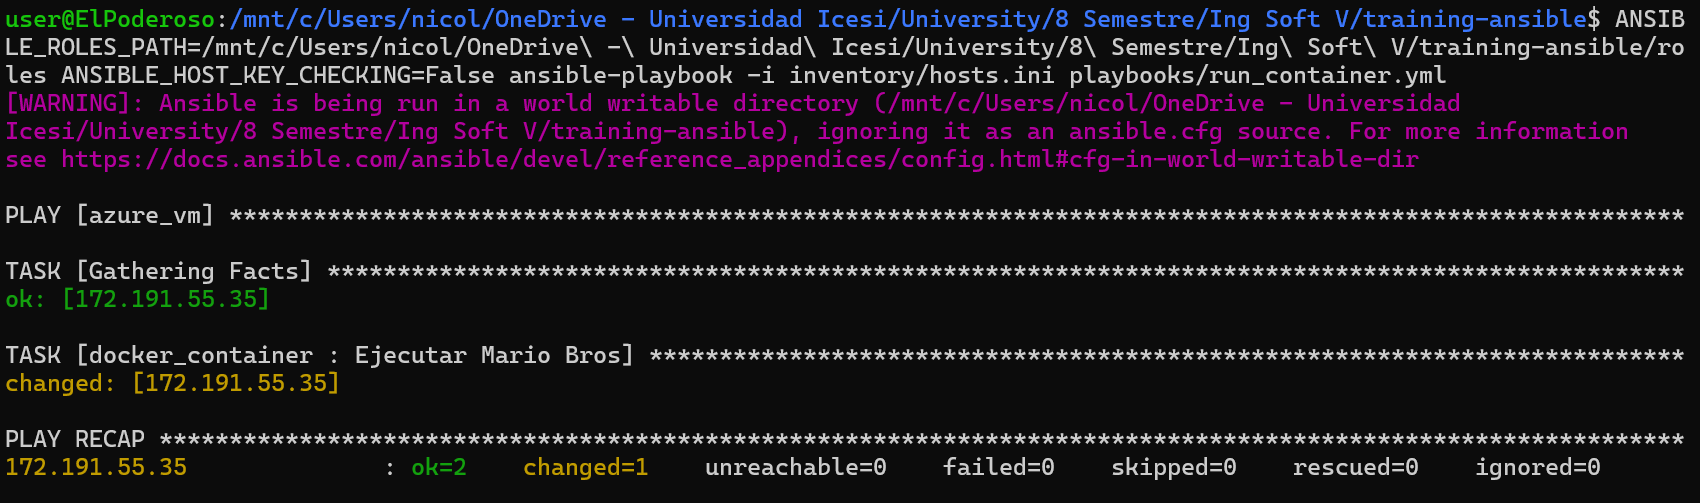 user@ElPoderoso:/mnt/c/Users/nicol/OneDrive - Universidad Icesi/University/8 Semestre/Ing Soft V/training-ansible$ ANSIB
LE_ROLES_PATH=/mnt/c/Users/nicol/OneDrive\ -\ Universidad\ Icesi/University/8\ Semestre/Ing\ Soft\ V/training-ansible/ro
les ANSIBLE_HOST_KEY_CHECKING=False ansible-playbook -i inventory/hosts.ini playbooks/run_container.yml
[WARNING]: Ansible is being run in a world writable directory (/mnt/c/Users/nicol/OneDrive - Universidad
Icesi/University/8 Semestre/Ing Soft V/training-ansible), ignoring it as an ansible.cfg source. For more information
see https://docs.ansible.com/ansible/devel/reference_appendices/config.html#cfg-in-world-writable-dir
PLAY [azure_vm] ********************************************************************************************************
TASK [Gathering Facts] *************************************************************************************************
ok: [172.191.55.35]
TASK [docker_container : Ejecutar Mario Bros] **************************************************************************
changed: [172.191.55.35]
PLAY RECAP *************************************************************************************************************
172.191.55.35              : ok=2    changed=1    unreachable=0    failed=0    skipped=0    rescued=0    ignored=0